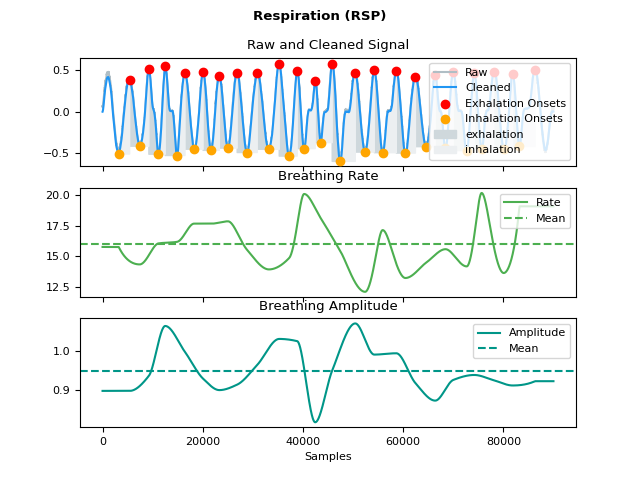 Respiration (RSP)
Raw and Cleaned Signal
0.5
0.0
−0.5
Raw
Cleaned
Exhalation Onsets
Inhalation Onsets
exhalation
inhalation
Breathing Rate
20.0
17.5
15.0
12.5
Rate
Mean
Breathing Amplitude
1.0
0.9
Amplitude
Mean
0 20000 40000 60000 80000
Samples